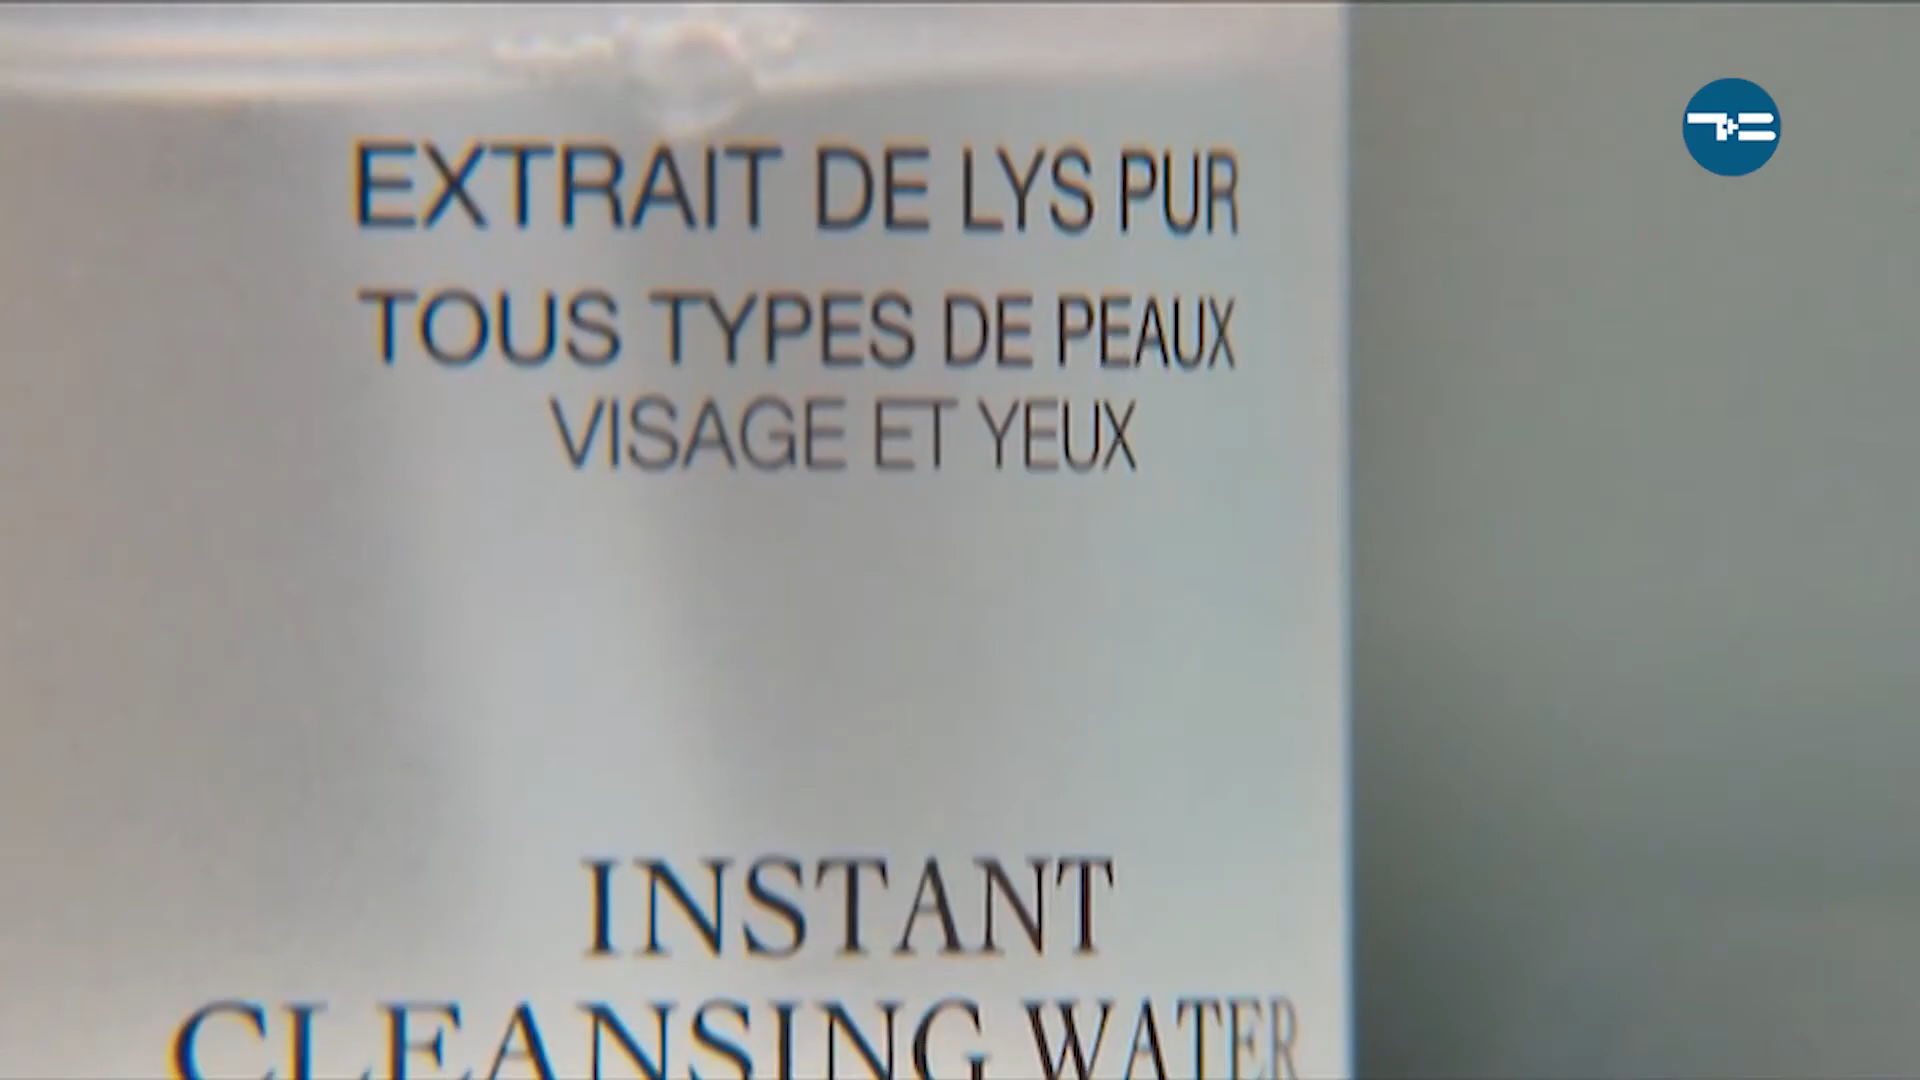 EXTRAIT DE LYS PUR
TOUS TYPES DE PEAUX
VISAGE ET YEUX
INSTANT
CLEANSING WATER